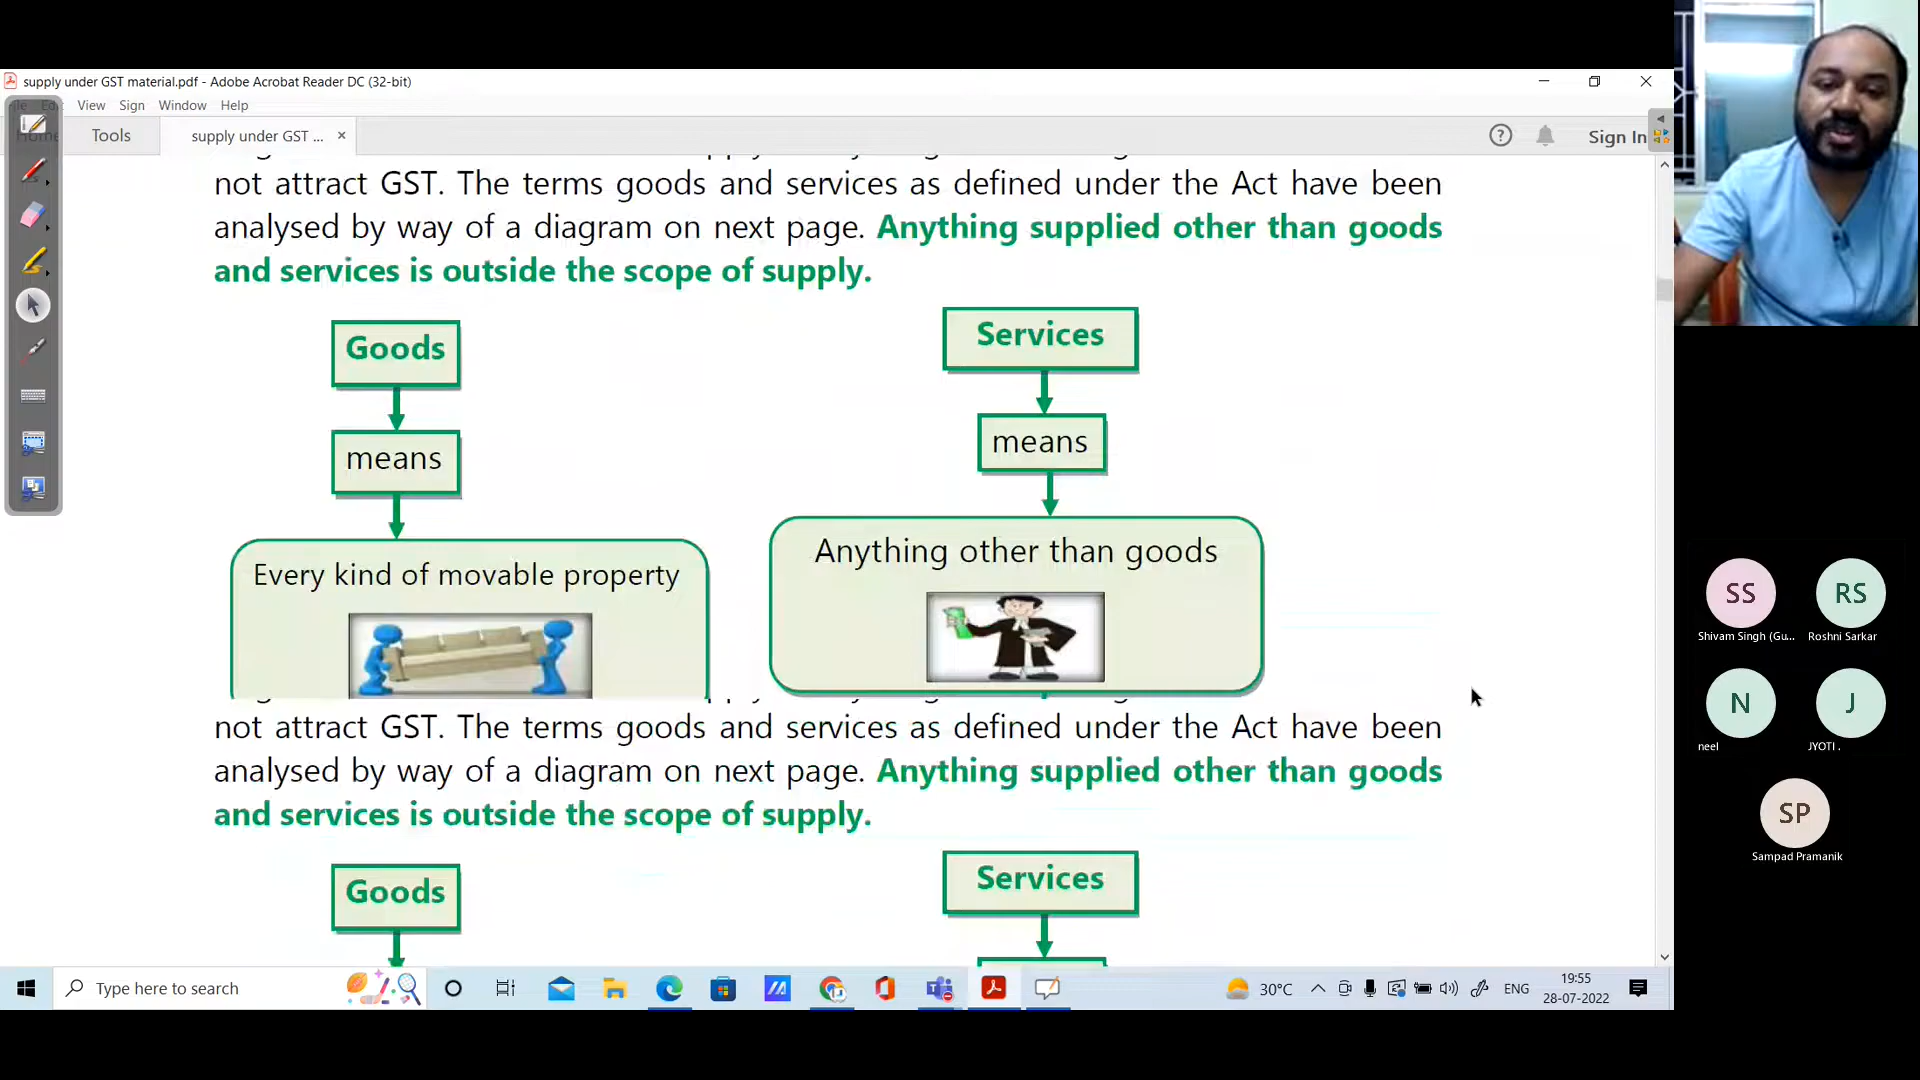 supply under GST material.pdf - Adobe Acrobat Reader DC (32-bit)
View Sign Window Help
Tools
supply under GST ...
Sign In
not attract GST. The terms goods and services as defined under the Act have been
analysed by way of a diagram on next page. Anything supplied other than goods
and services is outside the scope of supply.
Goods
Services
means
means
Every kind of movable property
Anything other than goods
not attract GST. The terms goods and services as defined under the Act have been
analysed by way of a diagram on next page. Anything supplied other than goods
and services is outside the scope of supply.
Goods
Services
SS
RS
Shivam Singh (Gu...
Roshni Sarkar
N
J
neel
JYOTI .
SP
Sampad Pramanik
Type here to search
30°C
ENG
19:55
28-07-2022